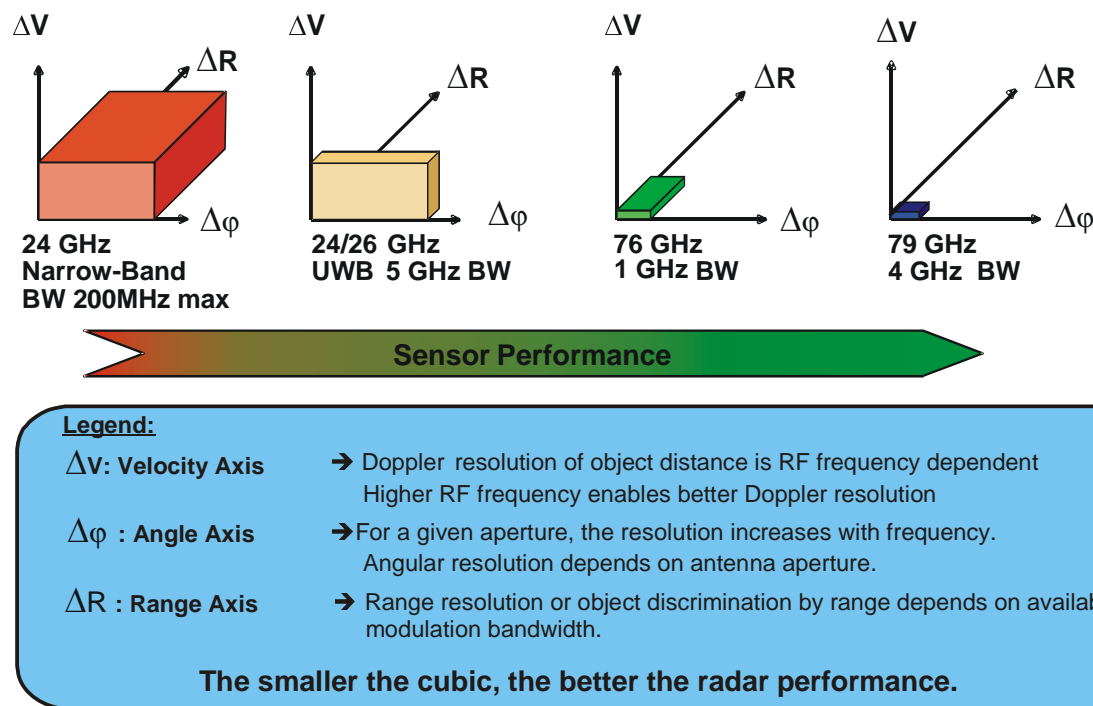 ΔV
ΔR
Δφ
24 GHz
Narrow-Band
BW 200MHz max
ΔV
ΔR
Δφ
24/26 GHz
UWB 5 GHz BW
ΔV
ΔR
Δφ
76 GHz
1 GHz BW
ΔV
ΔR
Δφ
79 GHz
4 GHz BW
Sensor Performance
Legend:
ΔV: Velocity Axis ➔ Doppler resolution of object distance is RF frequency dependent
Higher RF frequency enables better Doppler resolution
Δφ : Angle Axis ➔ For a given aperture, the resolution increases with frequency.
Angular resolution depends on antenna aperture.
ΔR : Range Axis ➔ Range resolution or object discrimination by range depends on availab
modulation bandwidth.
The smaller the cubic, the better the radar performance.